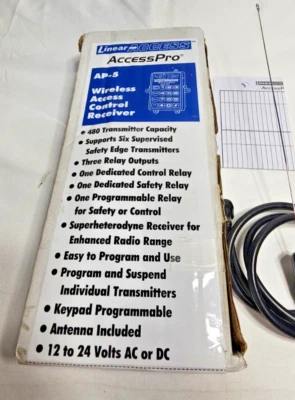 Linear ACCESS
AccessPro®
AP-5
Wireless
Access
Control
Receiver
• 480 Transmitter Capacity
• Supports Six Supervised
Safety Edge Transmitters
• Three Relay Outputs
• One Dedicated Control Relay
• One Dedicated Safety Relay
• One Programmable Relay
for Safety or Control
• Superheterodyne Receiver for
Enhanced Radio Range
• Easy to Program and Use
• Program and Suspend
Individual Transmitters
• Keypad Programmable
• Antenna Included
• 12 to 24 Volts AC or DC